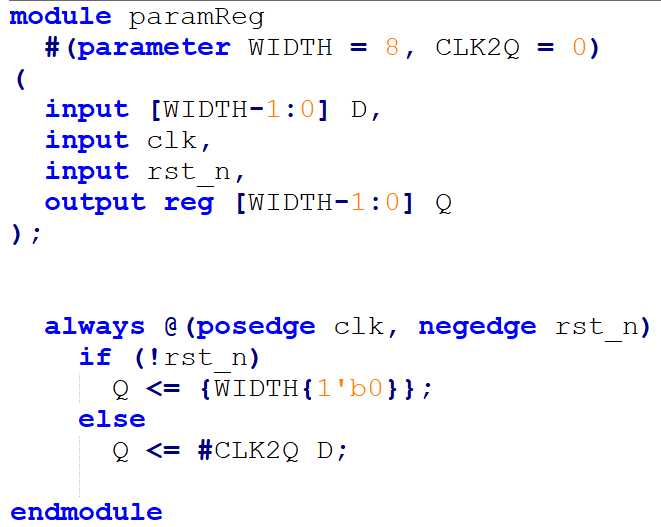 module paramReg
#(parameter WIDTH = 8, CLK2Q = 0)
(
input [WIDTH-1:0] D,
input clk,
input rst_n,
output reg [WIDTH-1:0] Q
);
always @(posedge clk, negedge rst_n)
if (!rst_n)
Q <= {WIDTH{1'b0}};
else
Q <= #CLK2Q D;
endmodule